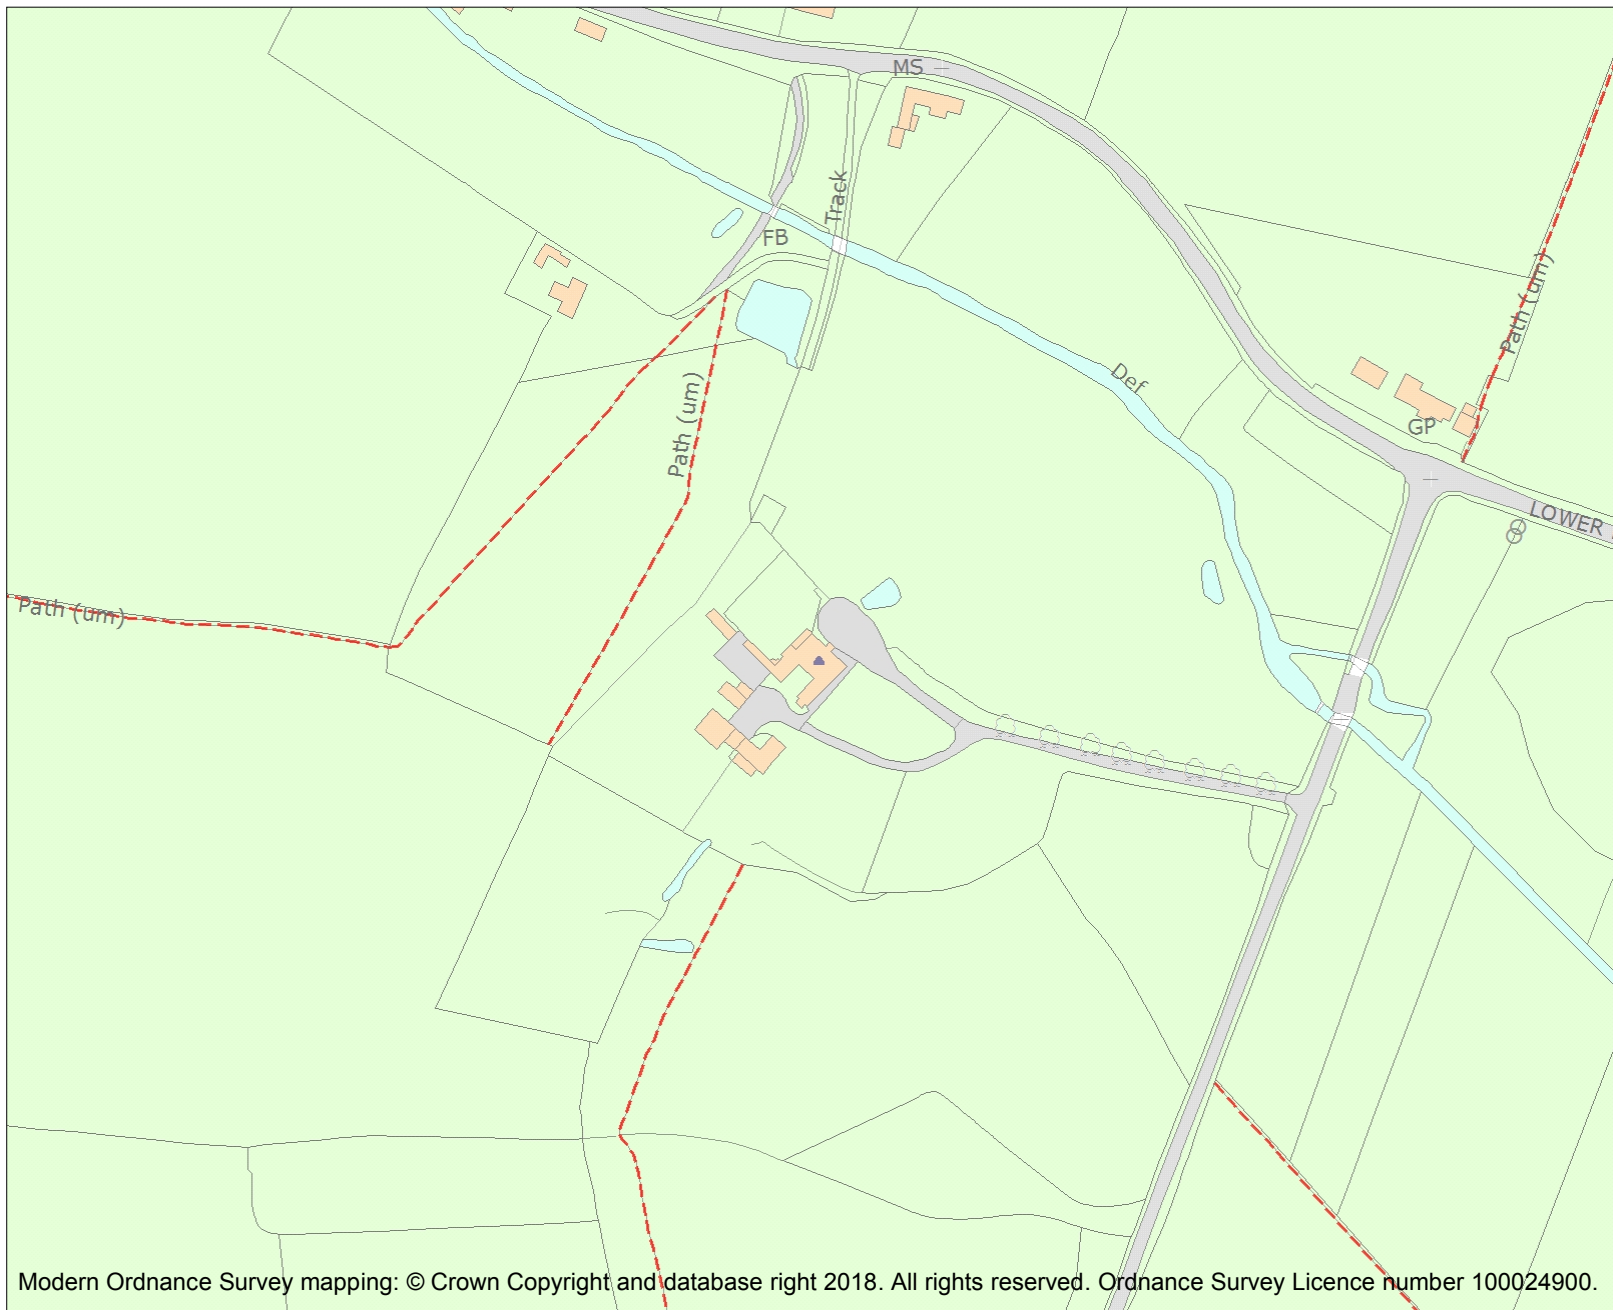 MS
Track
FB
Path (um)
Def
Path (um)
GP
LOWER
Path (um)
Modern Ordnance Survey mapping: © Crown Copyright and database right 2018. All rights reserved. Ordnance Survey Licence number 100024900.